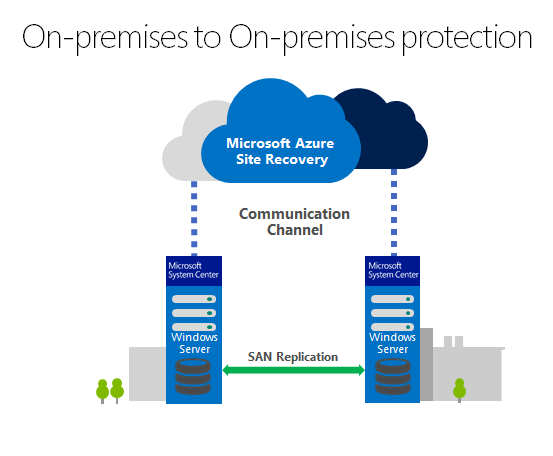 On-premises to On-premises protection
Microsoft Azure
Site Recovery
Communication
Channel
Microsoft
System Center
Microsoft
System Center
Windows
Server
Windows
Server
SAN Replication